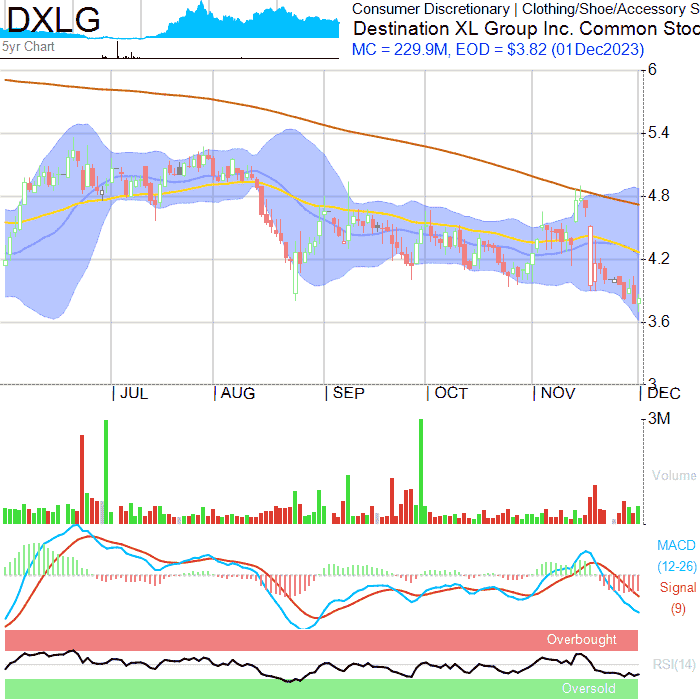 DXLG
5yr Chart
Consumer Discretionary | Clothing/Shoe/Accessory S
Destination XL Group Inc. Common Stoc
MC = 229.9M, EOD = $3.82 (01Dec2023)
6
5.4
4.8
4.2
3.6
3
JUL AUG SEP OCT NOV DEC
3M
Volume
MACD
(12-26)
Signal
(9)
Overbought
RSI(14)
Oversold